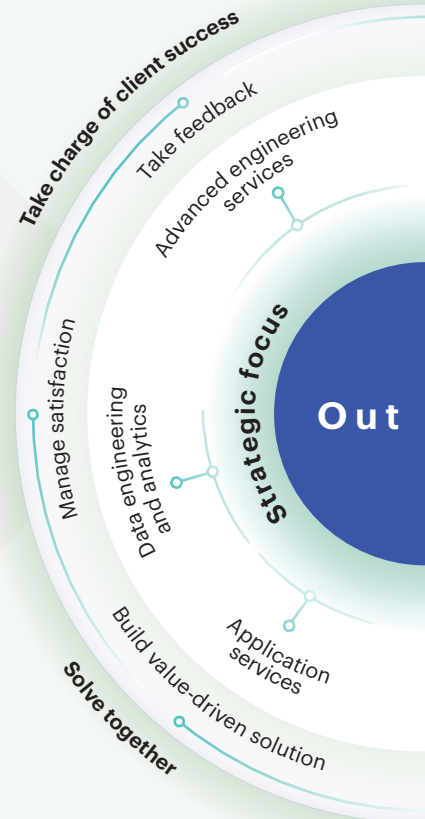 Take charge of client success
Take feedback
Advanced engineering
services
Strategic focus
Out
Manage satisfaction
Data engineering
and analytics
Application
services
Build value-driven solution
Solve together